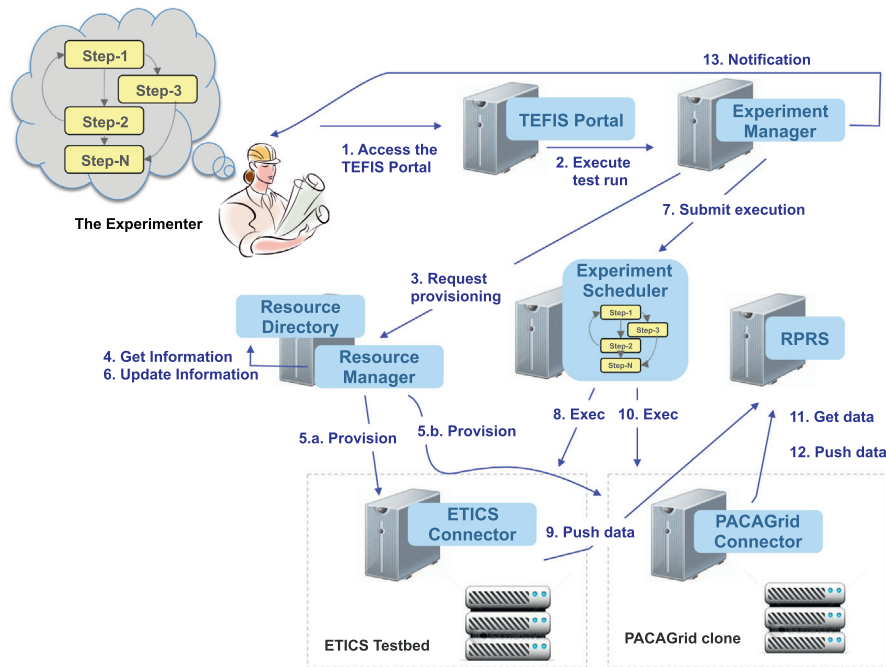 Step-1
Step-3
Step-2
Step-N
The Experimenter
13. Notification
TEFIS Portal
Experiment
Manager
1. Access the
TEFIS Portal
2. Execute
test run
7. Submit execution
3. Request
provisioning
Experiment
Scheduler
Step-1
Step-3
Step-2
Step-N
Resource
Directory
RPRS
4. Get Information
6. Update Information
Resource
Manager
5.a. Provision
5.b. Provision
8. Exec
10. Exec
11. Get data
12. Push data
ETICS
Connector
9. Push data
PACAGrid
Connector
ETICS Testbed
PACAGrid clone